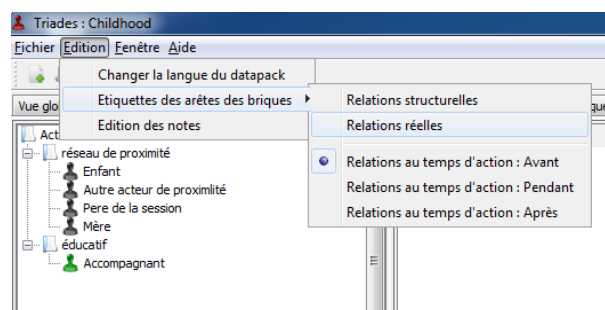 Triades : Childhood
Fichier Edition Fenêtre Aide
Changer la langue du datapack
Etiquettes des arêtes des briques
Edition des notes
Relations structurelles
Relations réelles
Relations au temps d'action : Avant
Relations au temps d'action : Pendant
Relations au temps d'action : Après
Vue glo
que
Act
réseau de proximité
Enfant
Autre acteur de proximlité
Pere de la session
Mère
éducatif
Accompagnant